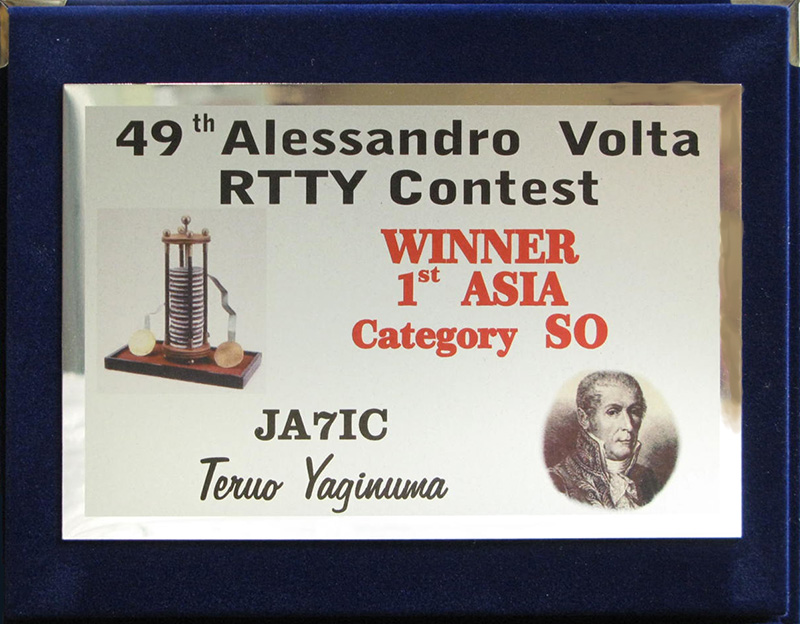 49th Alessandro Volta
RTTY Contest
WINNER
1st ASIA
Category SO
JA7IC
Teruo Yaginuma